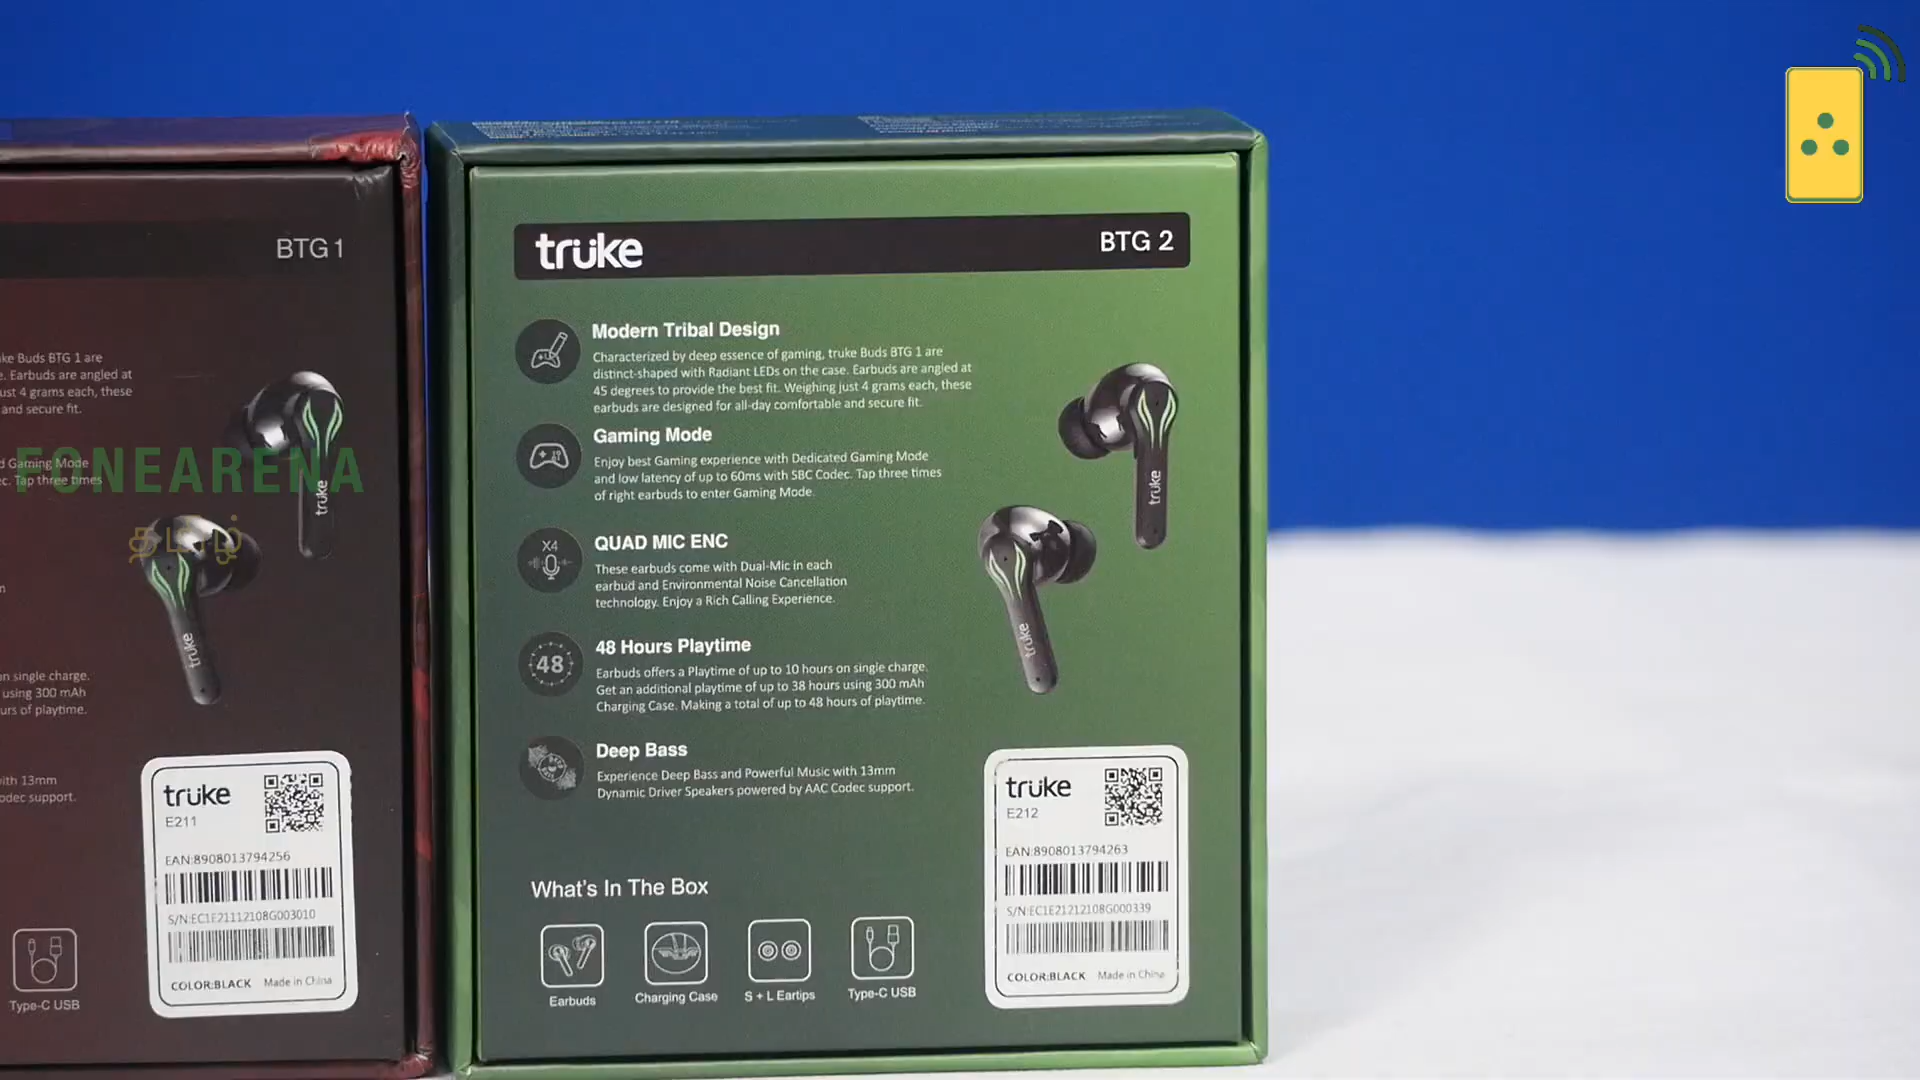 BTG 1
ke Buds BTG 1 are
e. Earbuds are angled at
ust 4 grams each, these
and secure fit.
d Gaming Mode
c. Tap three times
n single charge.
using 300 mAh
urs of playtime.
ith 13mm
odec support.
Type-C USB
truke
truke
truke
E211
EAN:8908013794256
S/N:EC1E21112108G003010
COLOR:BLACK Made in China
FONEARENA
தமிழ்
truke BTG 2
Modern Tribal Design
Characterized by deep essence of gaming, truke Buds BTG 1 are
distinct-shaped with Radiant LEDs on the case. Earbuds are angled at
45 degrees to provide the best fit. Weighing just 4 grams each, these
earbuds are designed for all-day comfortable and secure fit.
Gaming Mode
Enjoy best Gaming experience with Dedicated Gaming Mode
and low latency of up to 60ms with SBC Codec. Tap three times
of right earbuds to enter Gaming Mode.
X4
QUAD MIC ENC
These earbuds come with Dual-Mic in each
earbud and Environmental Noise Cancellation
technology. Enjoy a Rich Calling Experience.
48
48 Hours Playtime
Earbuds offers a Playtime of up to 10 hours on single charge.
Get an additional playtime of up to 38 hours using 300 mAh
Charging Case. Making a total of up to 48 hours of playtime.
Deep Bass
Experience Deep Bass and Powerful Music with 13mm
Dynamic Driver Speakers powered by AAC Codec support.
What's In The Box
Earbuds Charging Case S + L Eartips Type-C USB
truke
truke
truke
E212
EAN:8908013794263
S/N:EC1E21212108G000339
COLOR:BLACK Made in China